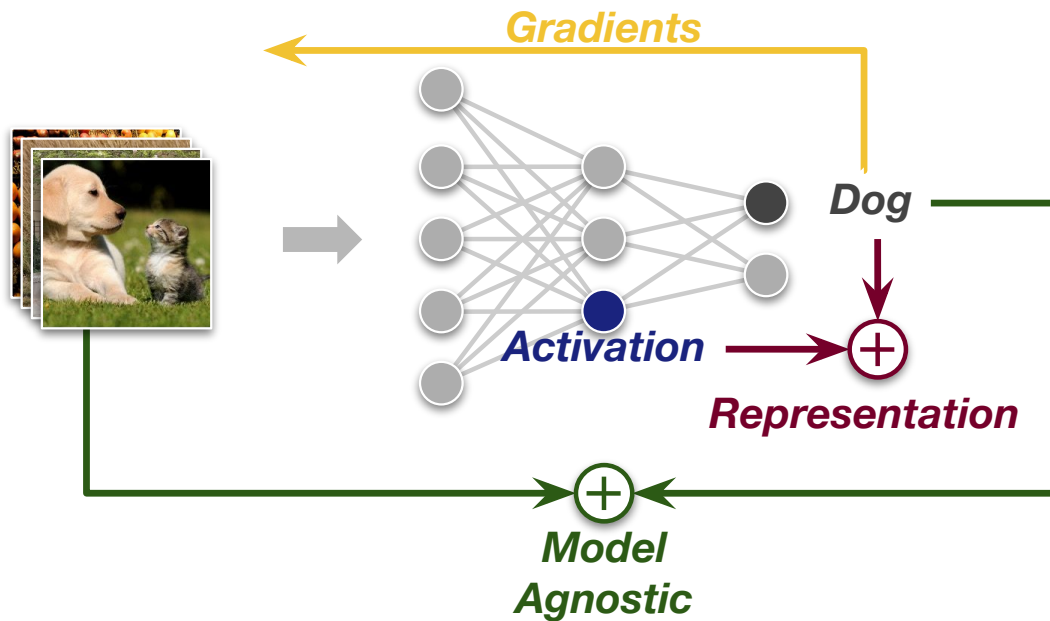 Gradients
Dog
Activation
Representation
Model
Agnostic